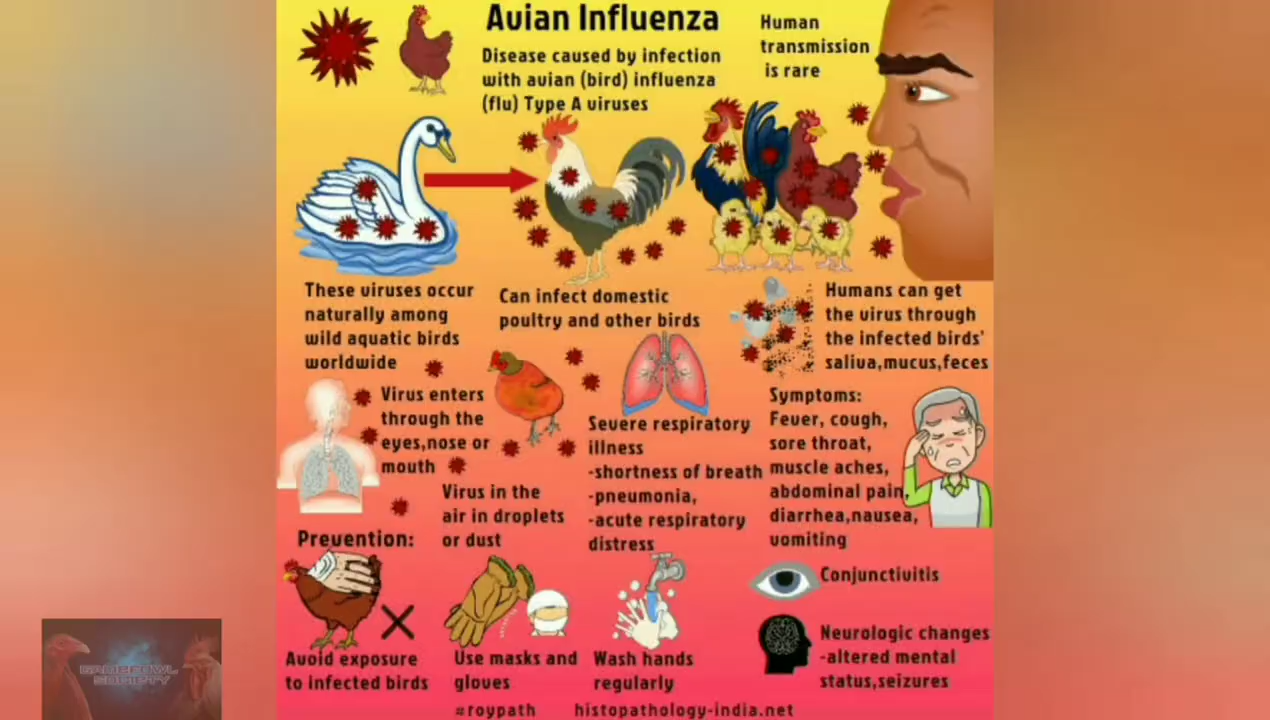 Avian Influenza
Disease caused by infection
with avian (bird) influenza
(flu) Type A viruses
Human
transmission
is rare
These viruses occur
naturally among
wild aquatic birds
worldwide
Can infect domestic
poultry and other birds
Humans can get
the virus through
the infected birds'
saliva,mucus,feces
Virus enters
through the
eyes,nose or
mouth
Virus in the
air in droplets
or dust
Severe respiratory
illness
-shortness of breath
-pneumonia,
-acute respiratory
distress
Symptoms:
Fever, cough,
sore throat,
muscle aches,
abdominal pain,
diarrhea,nausea,
vomiting
Conjunctivitis
Neurologic changes
-altered mental
status,seizures
Prevention:
Avoid exposure
to infected birds
Use masks and
gloves
Wash hands
regularly
#roypath
histopathology-india.net
GAMEFOWL
SOCIETY